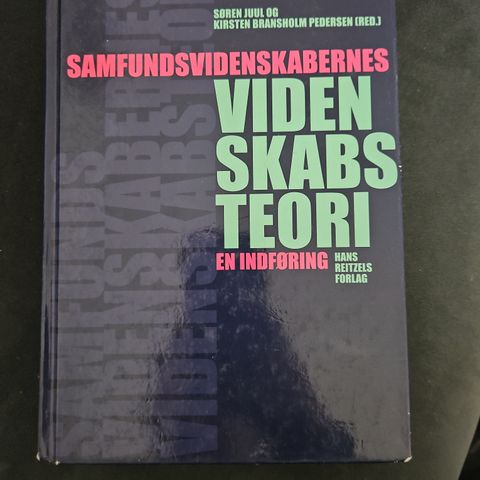 SØREN JUUL OG
KIRSTEN BRANSHOLM PEDERSEN (RED.)
SAMFUNDSVIDENSKABERNES
VIDEN
SKABS
TEORI
EN INDFØRING
HANS
REITZELS
FORLAG